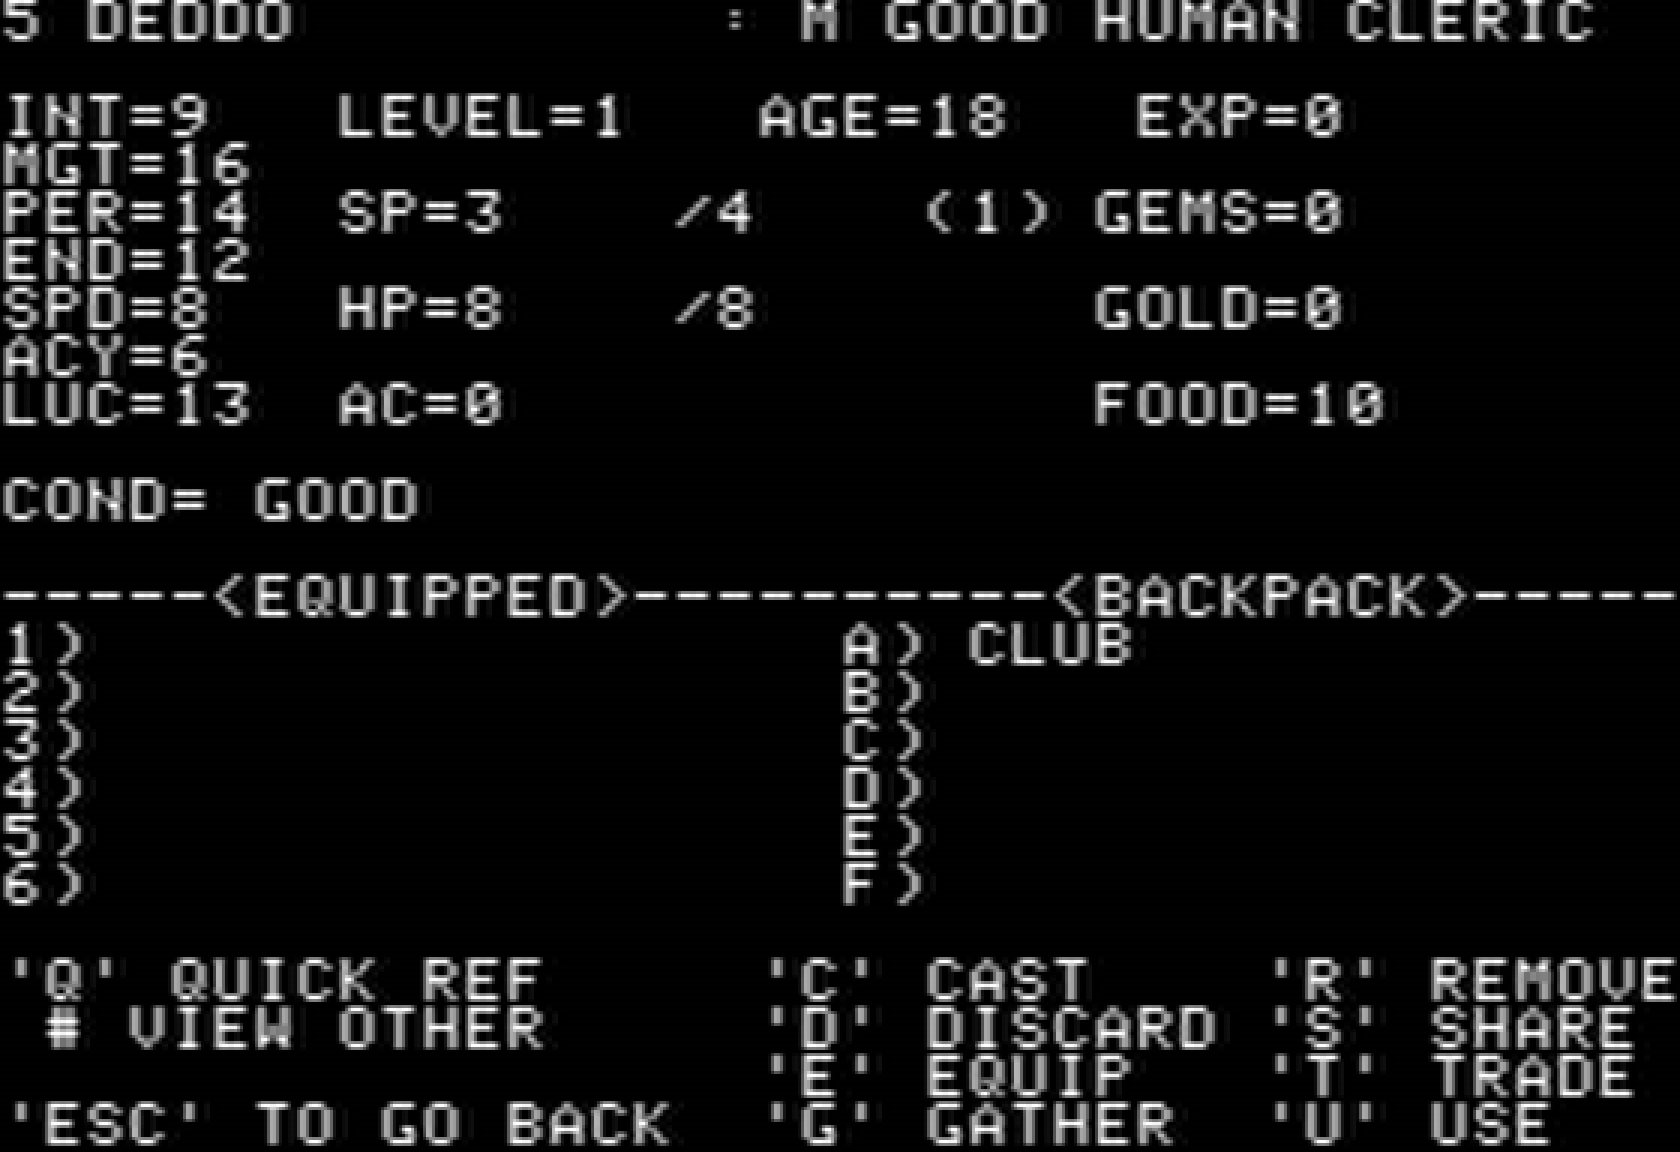 5 DEDDO : M GOOD HUMAN CLERIC
INT=9 LEVEL=1 AGE=18 EXP=0
MGT=16
PER=14 SP=3 /4 (1) GEMS=0
END=12
SPD=8 HP=8 /8 GOLD=0
ACY=6
LUC=13 AC=0 FOOD=10
COND= GOOD
-----<EQUIPPED>----------<BACKPACK>-----
1) A) CLUB
2) B)
3) C)
4) D)
5) E)
6) F)
'Q' QUICK REF 'C' CAST 'R' REMOVE
# VIEW OTHER 'D' DISCARD 'S' SHARE
'E' EQUIP 'T' TRADE
'ESC' TO GO BACK 'G' GATHER 'U' USE